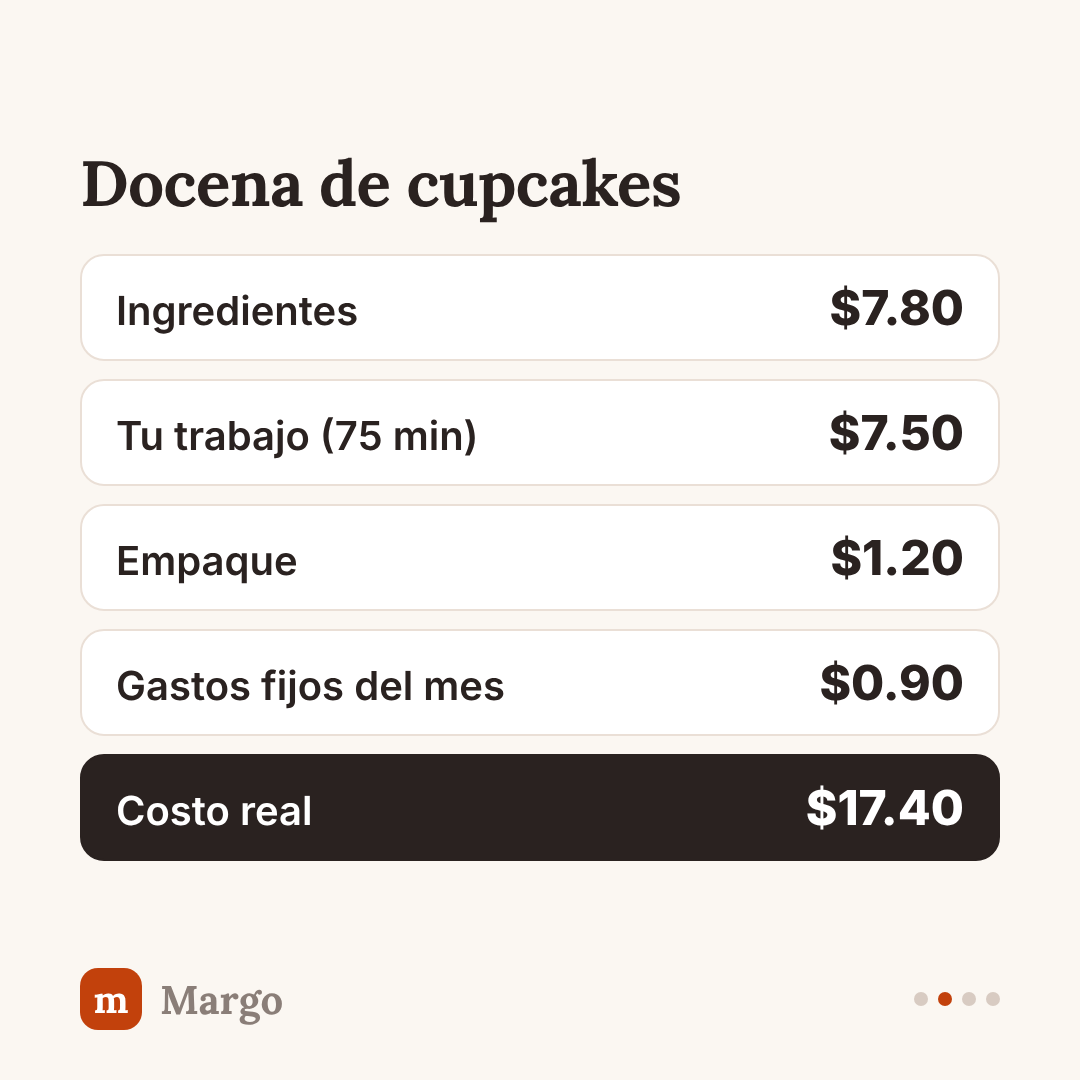 Docena de cupcakes
Ingredientes $7.80
Tu trabajo (75 min) $7.50
Empaque $1.20
Gastos fijos del mes $0.90
Costo real $17.40
m Margo